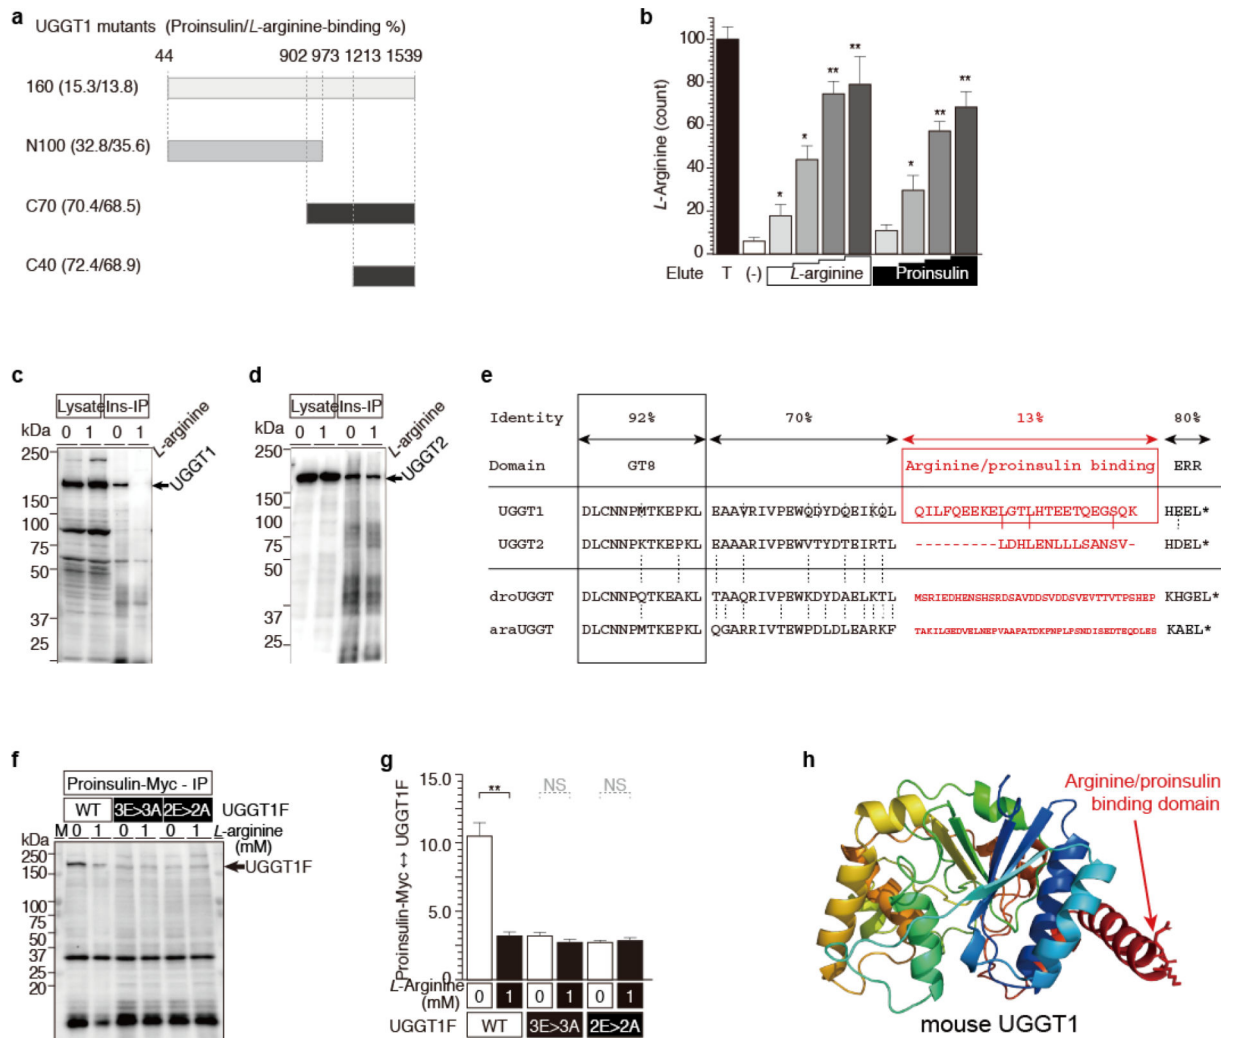 a
UGGT1 mutants (Proinsulin/L-arginine-binding %)
44 902 973 1213 1539
160 (15.3/13.8)
N100 (32.8/35.6)
C70 (70.4/68.5)
C40 (72.4/68.9)
b
L-Arginine (count)
100
80
60
40
20
0
* * ** ** * ** **
Elute T (-) L-arginine Proinsulin
c
Lysate Ins-IP
kDa 0 1 0 1 L-arginine
250
150
100
75
50
37
25
UGGT1
d
Lysate Ins-IP
kDa 0 1 0 1 L-arginine
250
150
100
75
50
37
25
UGGT2
e
Identity 92% 70% 13% 80%
Domain GT8 Arginine/proinsulin binding ERR
UGGT1 DLCNNPMTKEPKL EAAVRIVPEWQDYDQEIKQL QILFQEEKELGTLHTEETQEGSQK HEEL*
UGGT2 DLCNNPKTKEPKL EAAARIVPEWVTYDTEIRTL ---------LDHLENLLLSANSV- HDEL*
droUGGT DLCNNPQTKEAKL TAAQRIVPEWKDYDAELKTL MSRIEDHENSHSRDSAVDDSVDDSVEVTTVTPSHEP KHGEL*
araUGGT DLCNNPMTKEPKL QGARRIVTEWPDLDLEARKF TAKILGEDVELNEPVAAPATDKPNPLPSNDISEDTEQDLES KAEL*
f
Proinsulin-Myc - IP
WT 3E>3A 2E>2A UGGT1F
M 0 1 0 1 0 1 L-arginine
kDa (mM)
250
150
100
75
50
37
25
20
UGGT1F
g
Proinsulin-Myc ↔ UGGT1F
15.0
10.0
5.0
0
** NS NS
L-Arginine
(mM) 0 1 0 1 0 1
UGGT1F WT 3E>3A 2E>2A
h
Arginine/proinsulin
binding domain
mouse UGGT1